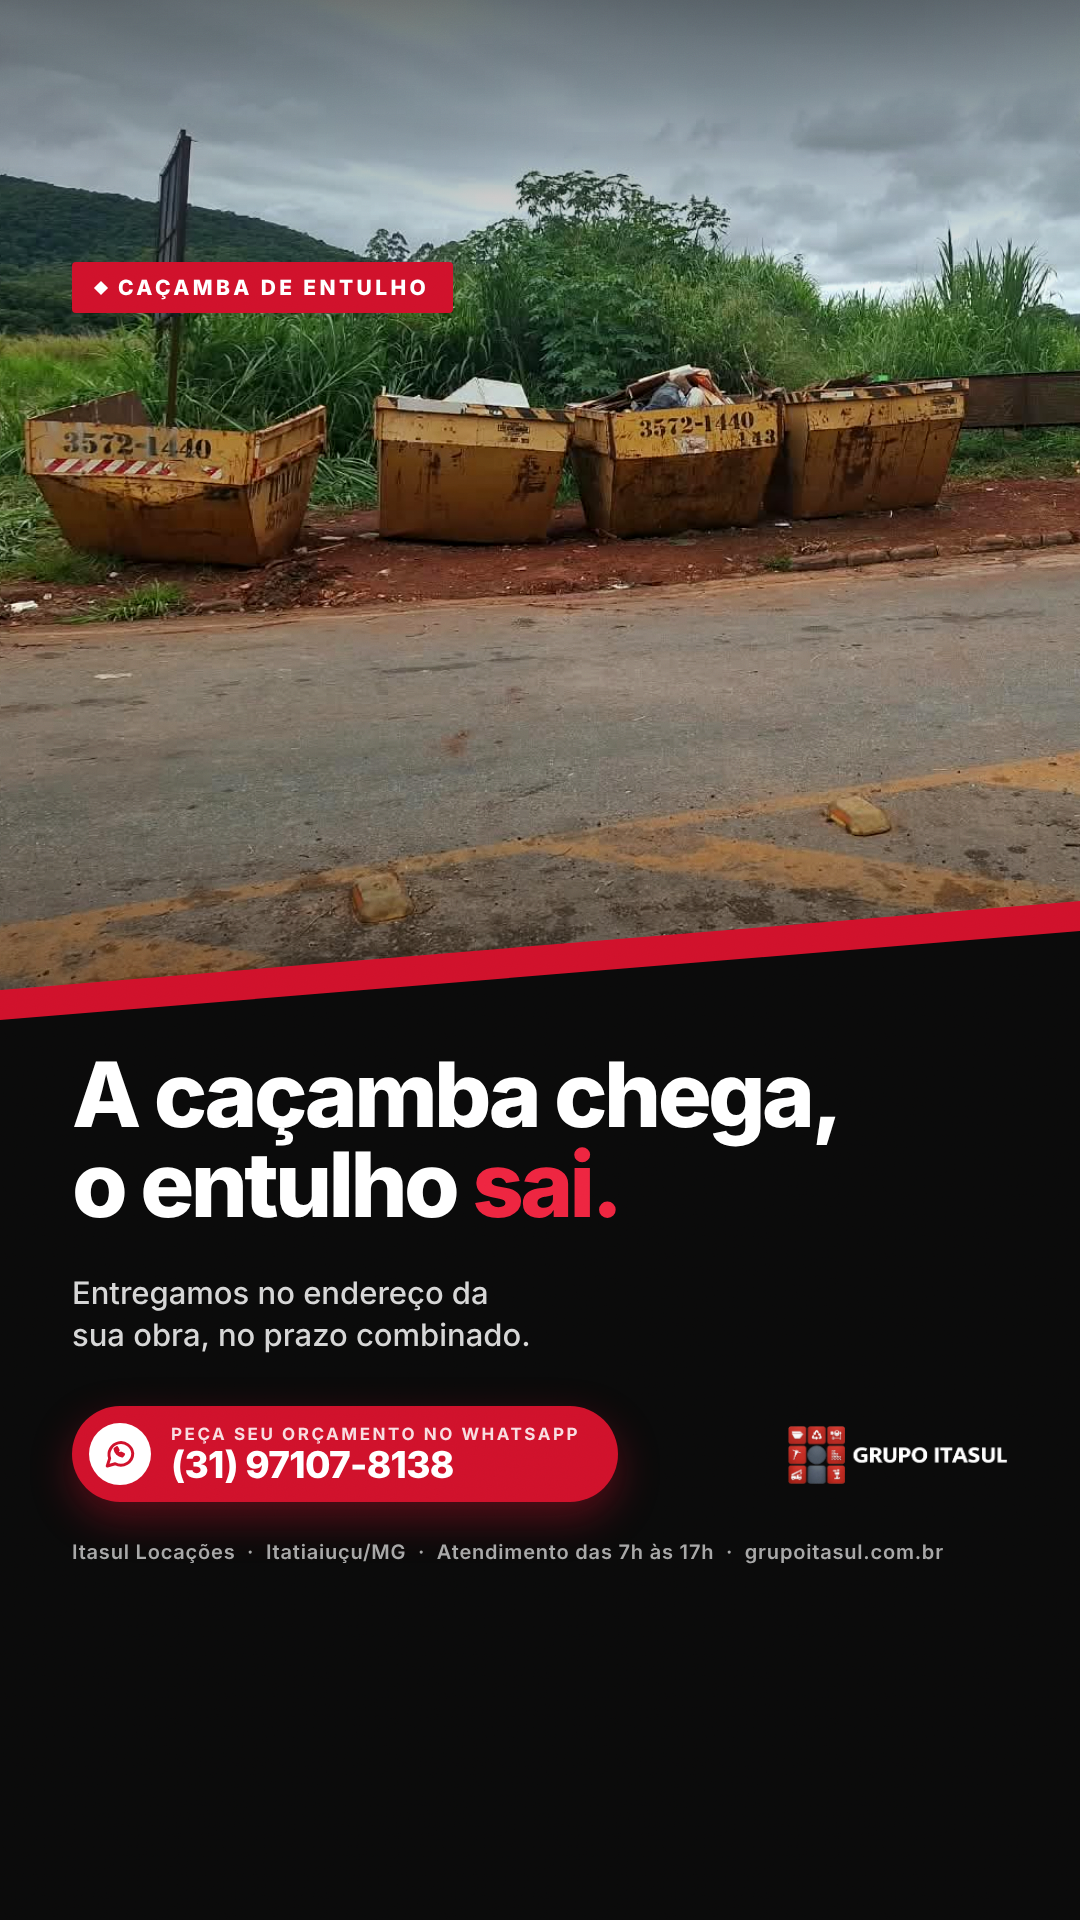 CAÇAMBA DE ENTULHO
3572-1440
3572-1440
143
A caçamba chega,
o entulho sai.
Entregamos no endereço da
sua obra, no prazo combinado.
PEÇA SEU ORÇAMENTO NO WHATSAPP
(31) 97107-8138
GRUPO ITASUL
Itasul Locações · Itatiaiuçu/MG · Atendimento das 7h às 17h · grupoitasul.com.br